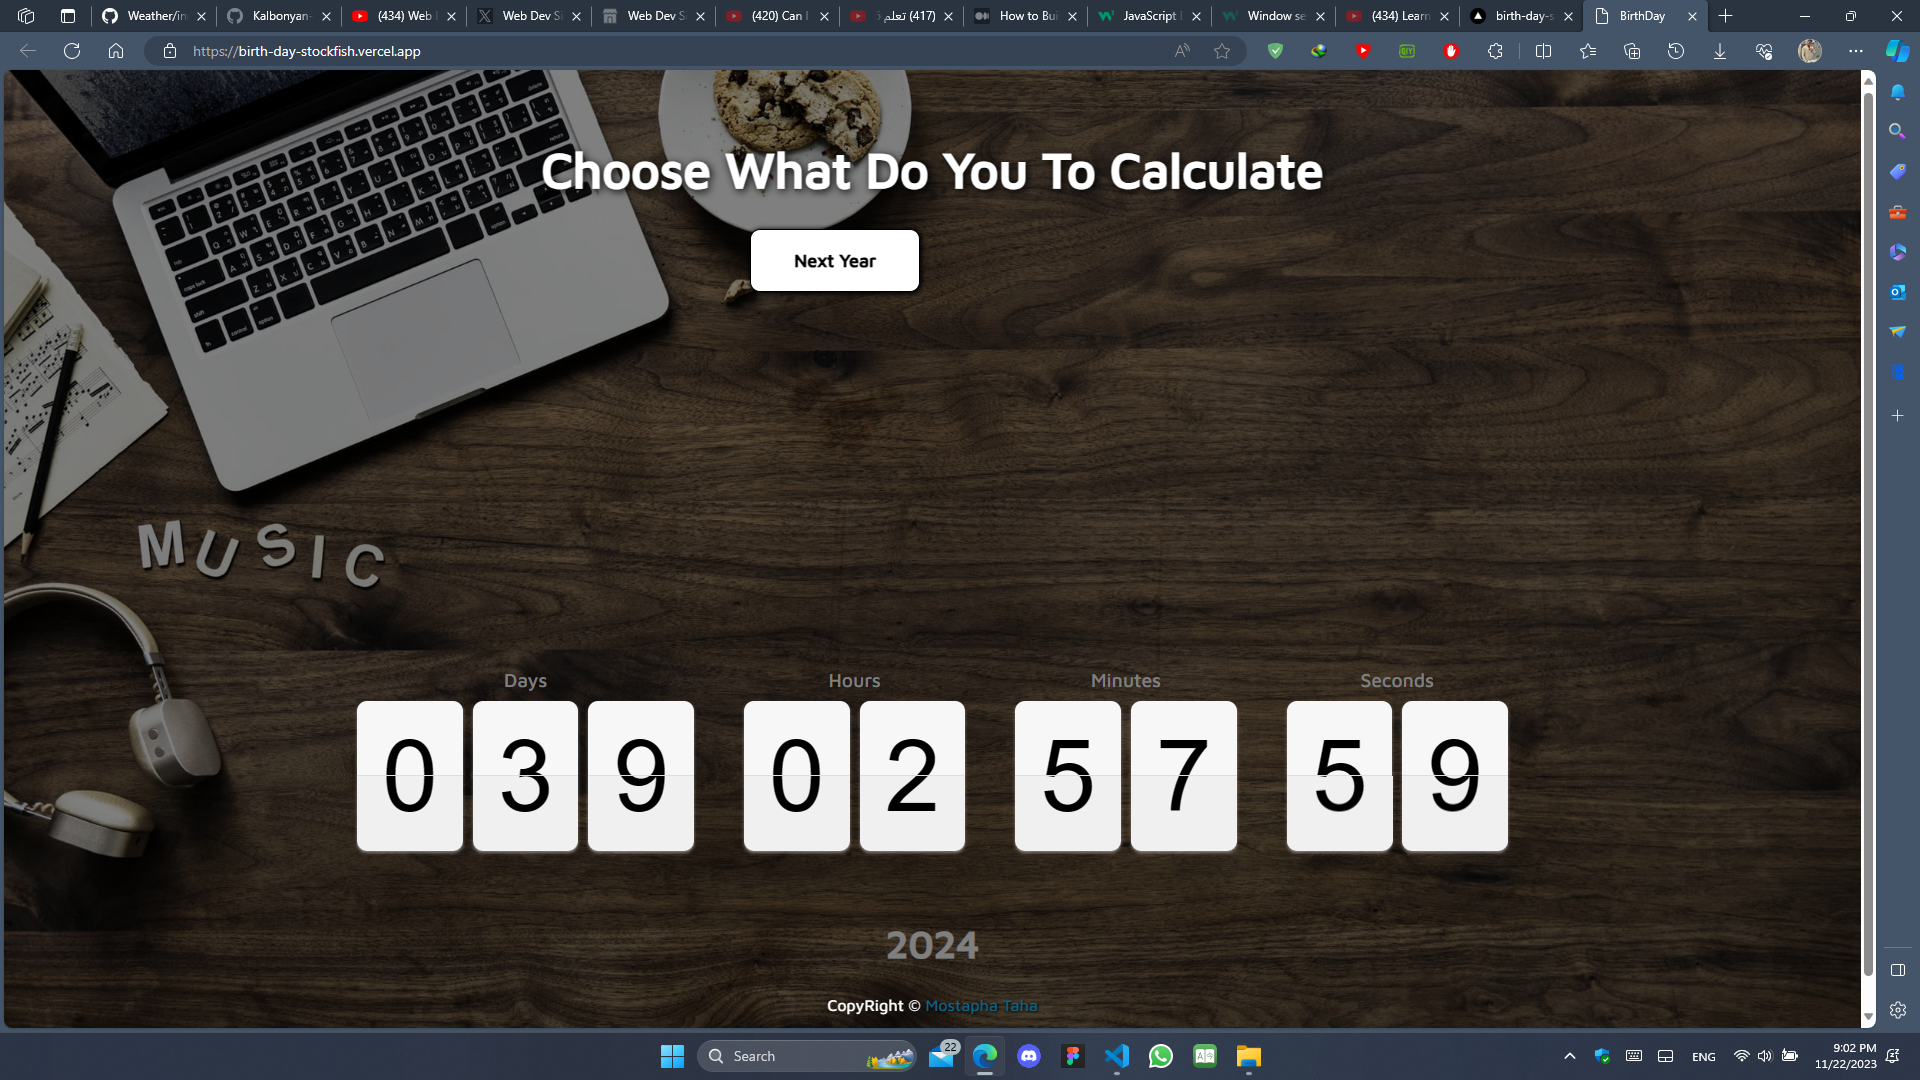 Weather/in
Kalbonyan-
(434) Web
Web Dev Si
Web Dev Si
(420) Can I
(417) تعلم
How to Bui
JavaScript
Window se
(434) Learn
birth-day-s
BirthDay
https://birth-day-stockfish.vercel.app
Choose What Do You To Calculate
Next Year
MUSIC
Days Hours Minutes Seconds
0 3 9 0 2 5 7 5 9
2024
CopyRight © Mostapha Taha
Search
22
ENG
9:02 PM
11/22/2023